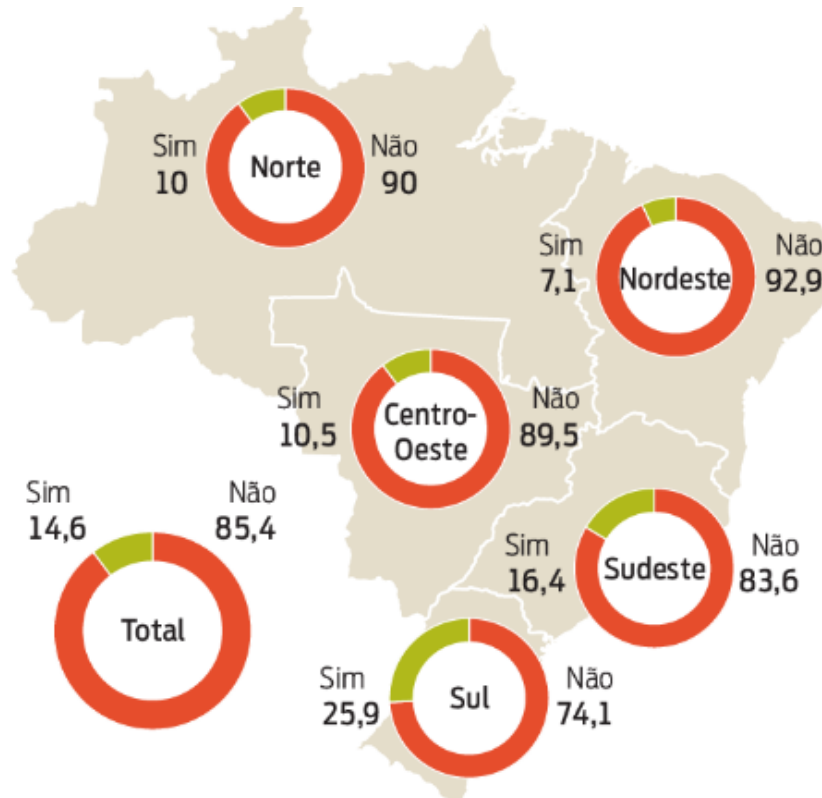 Sim
10
Norte
Não
90
Sim
7,1
Nordeste
Não
92,9
Sim
10,5
Centro-
Oeste
Não
89,5
Sim
14,6
Total
Não
85,4
Sim
16,4
Sudeste
Não
83,6
Sim
25,9
Sul
Não
74,1